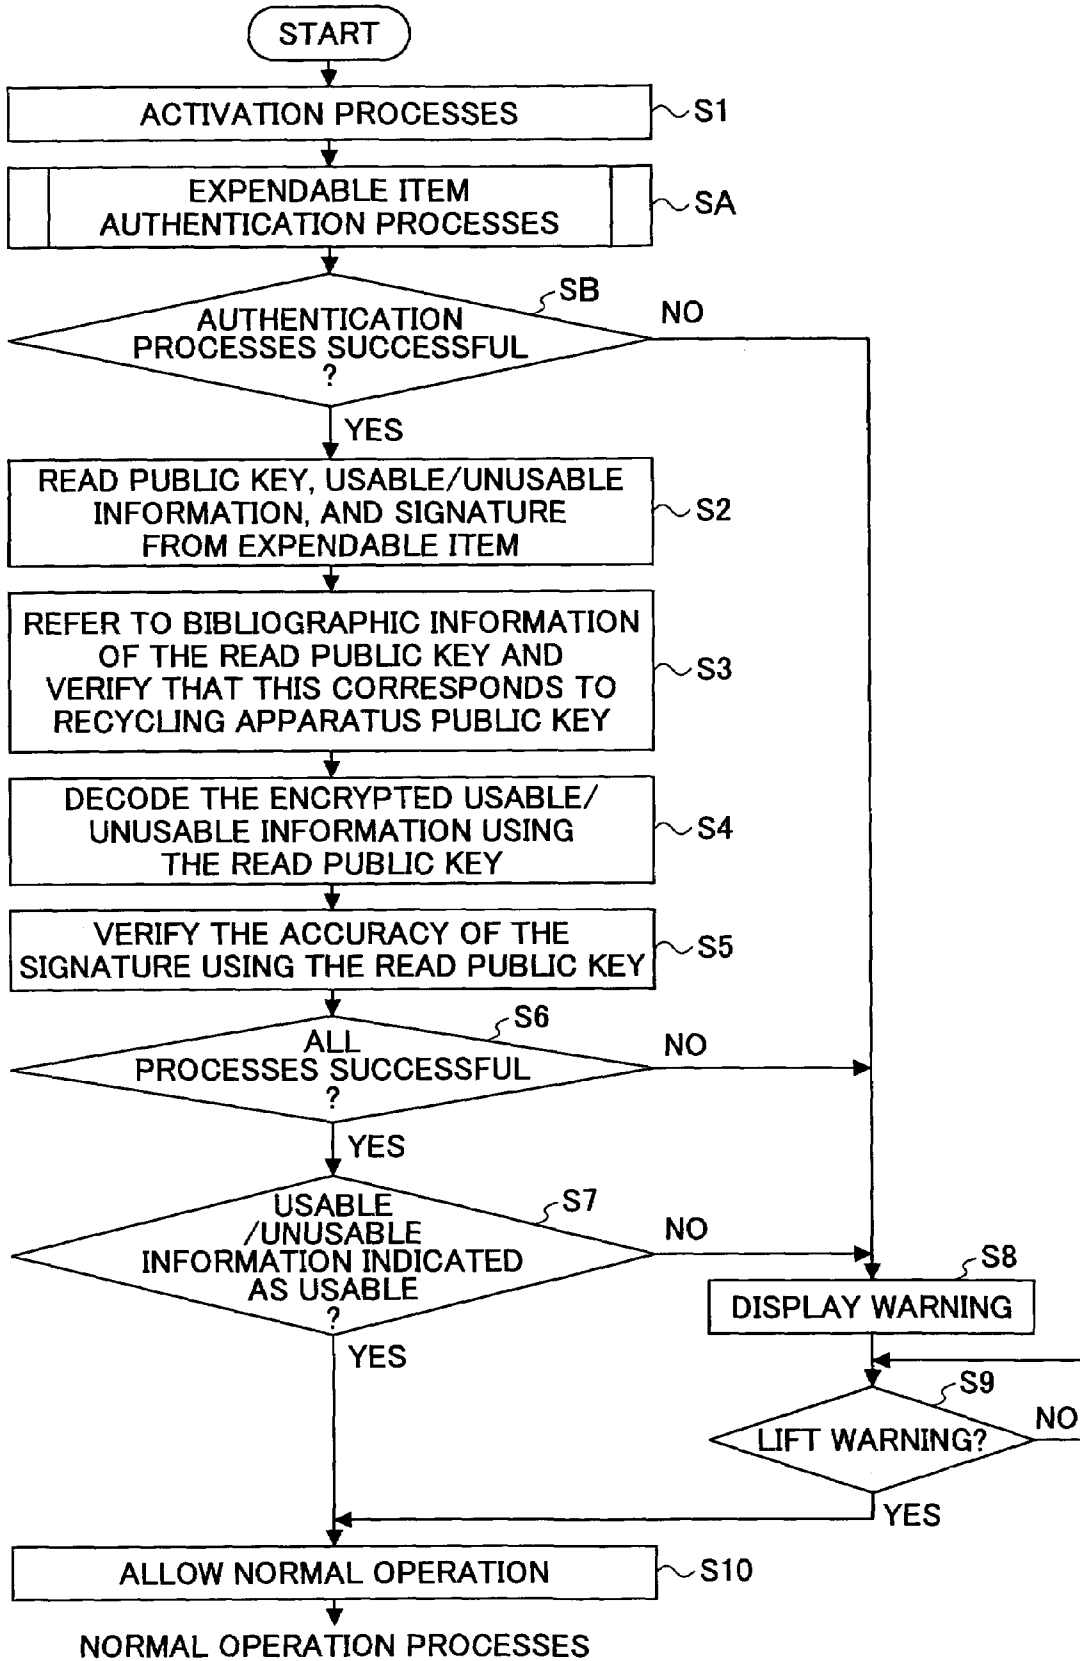 START
ACTIVATION PROCESSES
S1
EXPENDABLE ITEM
AUTHENTICATION PROCESSES
SA
SB
AUTHENTICATION
PROCESSES SUCCESSFUL
?
NO
YES
READ PUBLIC KEY, USABLE/UNUSABLE
INFORMATION, AND SIGNATURE
FROM EXPENDABLE ITEM
S2
REFER TO BIBLIOGRAPHIC INFORMATION
OF THE READ PUBLIC KEY AND
VERIFY THAT THIS CORRESPONDS TO
RECYCLING APPARATUS PUBLIC KEY
S3
DECODE THE ENCRYPTED USABLE/
UNUSABLE INFORMATION USING
THE READ PUBLIC KEY
S4
VERIFY THE ACCURACY OF THE
SIGNATURE USING THE READ PUBLIC KEY
S5
S6
ALL
PROCESSES SUCCESSFUL
?
NO
YES
S7
USABLE
/UNUSABLE
INFORMATION INDICATED
AS USABLE
?
NO
YES
S8
DISPLAY WARNING
S9
LIFT WARNING?
NO
YES
ALLOW NORMAL OPERATION
S10
NORMAL OPERATION PROCESSES